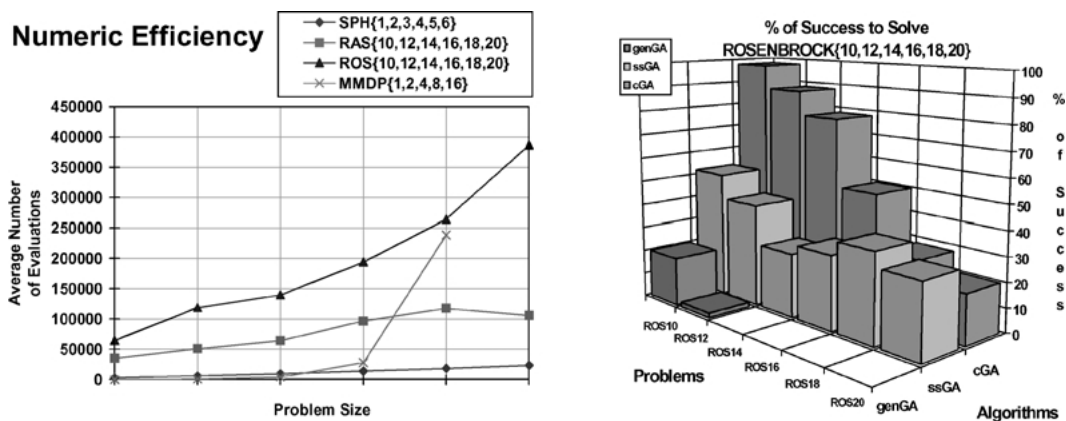 Numeric Efficiency
SPH{1,2,3,4,5,6}
RAS{10,12,14,16,18,20}
ROS{10,12,14,16,18,20}
MMDP{1,2,4,8,16}
450000
400000
350000
300000
250000
200000
150000
100000
50000
0
Average Number
of Evaluations
Problem Size
% of Success to Solve
ROSENBROCK{10,12,14,16,18,20}
genGA
ssGA
cGA
100
90
80
70
60
50
40
30
20
10
0
% of Success
ROS10
ROS12
ROS14
ROS16
ROS18
ROS20
Problems
genGA
ssGA
cGA
Algorithms